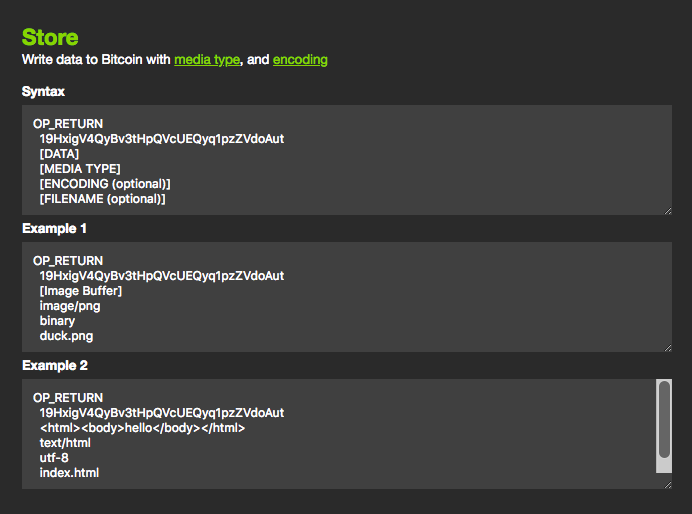 Store
Write data to Bitcoin with media type, and encoding
Syntax
OP_RETURN
19HxigV4QyBv3tHpQVcUEQyq1pzZVdoAut
[DATA]
[MEDIA TYPE]
[ENCODING (optional)]
[FILENAME (optional)]
Example 1
OP_RETURN
19HxigV4QyBv3tHpQVcUEQyq1pzZVdoAut
[Image Buffer]
image/png
binary
duck.png
Example 2
OP_RETURN
19HxigV4QyBv3tHpQVcUEQyq1pzZVdoAut
<html><body>hello</body></html>
text/html
utf-8
index.html